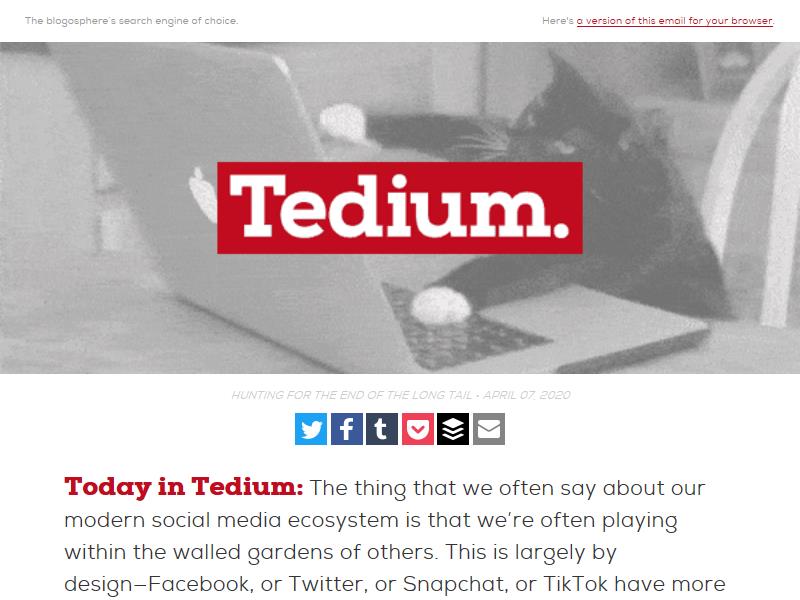 The blogosphere's search engine of choice.
Here's a version of this email for your browser.
Tedium.
HUNTING FOR THE END OF THE LONG TAIL • APRIL 07, 2020
Today in Tedium: The thing that we often say about our
modern social media ecosystem is that we're often playing
within the walled gardens of others. This is largely by
design—Facebook, or Twitter, or Snapchat, or TikTok have more